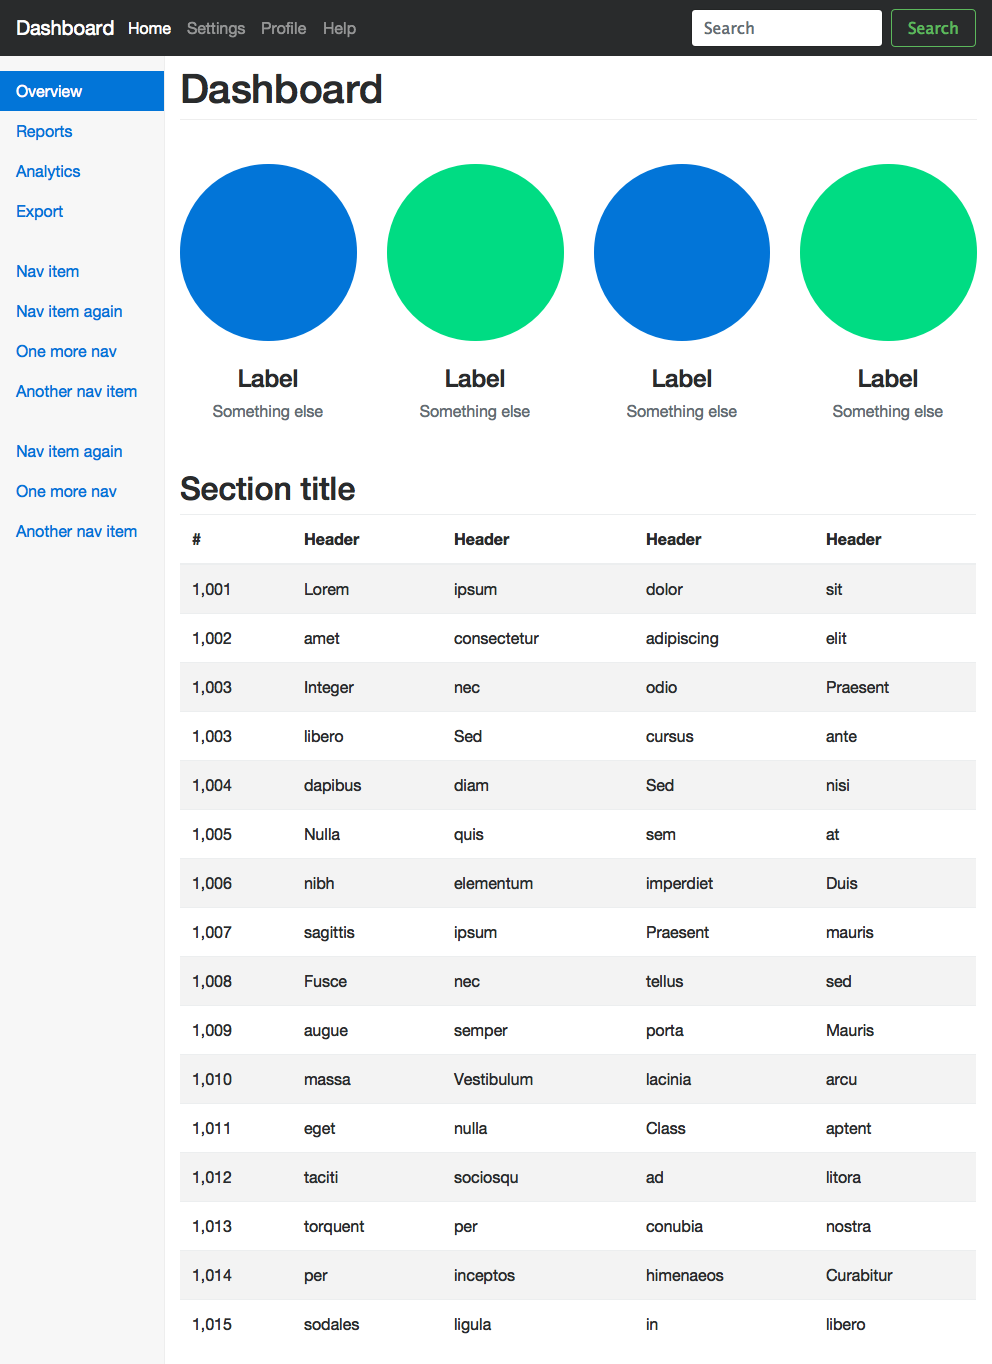 Dashboard Home Settings Profile Help Search Search
Overview
Reports
Analytics
Export
Nav item
Nav item again
One more nav
Another nav item
Nav item again
One more nav
Another nav item
Dashboard
Label Label Label Label
Something else Something else Something else Something else
Section title
# Header Header Header Header
1,001 Lorem ipsum dolor sit
1,002 amet consectetur adipiscing elit
1,003 Integer nec odio Praesent
1,003 libero Sed cursus ante
1,004 dapibus diam Sed nisi
1,005 Nulla quis sem at
1,006 nibh elementum imperdiet Duis
1,007 sagittis ipsum Praesent mauris
1,008 Fusce nec tellus sed
1,009 augue semper porta Mauris
1,010 massa Vestibulum lacinia arcu
1,011 eget nulla Class aptent
1,012 taciti sociosqu ad litora
1,013 torquent per conubia nostra
1,014 per inceptos himenaeos Curabitur
1,015 sodales ligula in libero